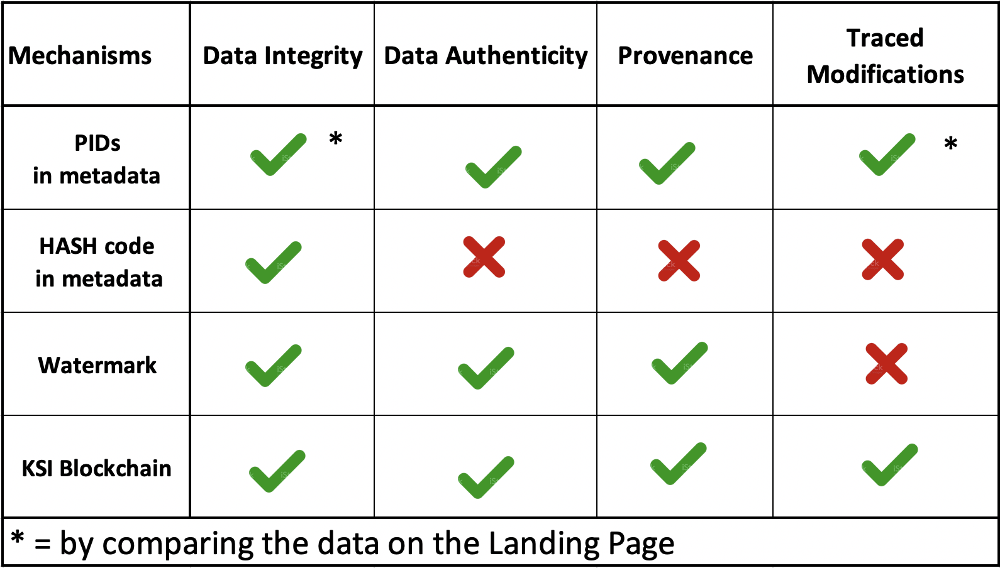 Mechanisms
Data Integrity
Data Authenticity
Provenance
Traced
Modifications
PIDs
in metadata
*
*
HASH code
in metadata
Watermark
KSI Blockchain
* = by comparing the data on the Landing Page